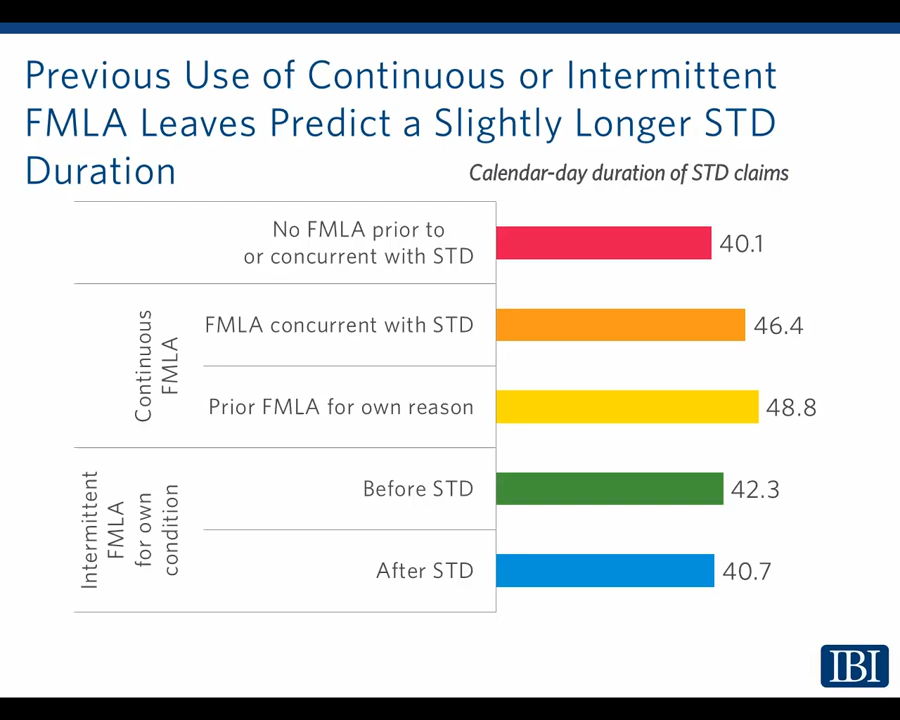 Previous Use of Continuous or Intermittent
FMLA Leaves Predict a Slightly Longer STD
Duration
Calendar-day duration of STD claims
No FMLA prior to
or concurrent with STD
40.1
Continuous
FMLA
FMLA concurrent with STD
46.4
Prior FMLA for own reason
48.8
Intermittent
FMLA
for own
condition
Before STD
42.3
After STD
40.7
IBI